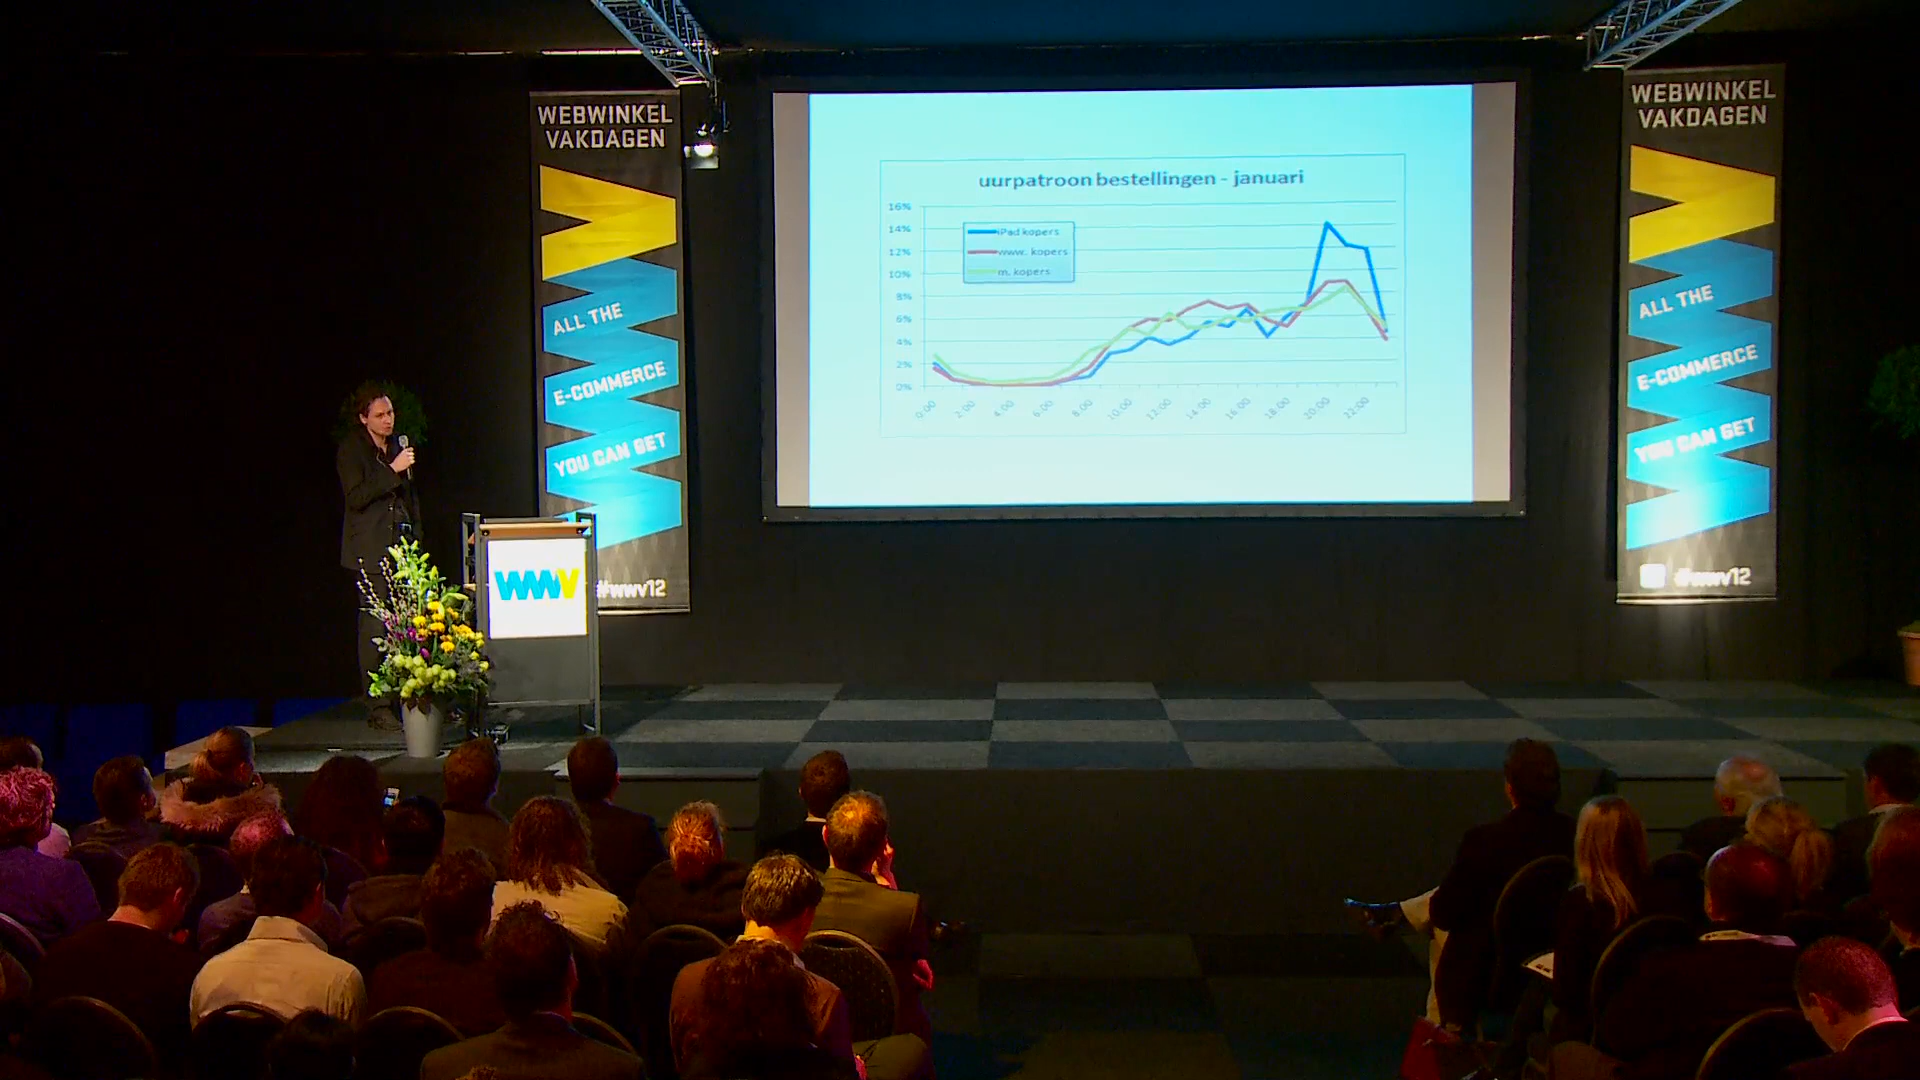 WEBWINKEL
VAKDAGEN
ALL THE
E-COMMERCE
YOU CAN GET
#wwv12
WWV
uurpatroon bestellingen - januari
16%
14%
12%
10%
8%
6%
4%
2%
0%
iPad kopers
www. kopers
m. kopers
0:00 2:00 4:00 6:00 8:00 10:00 12:00 14:00 16:00 18:00 20:00 22:00
WEBWINKEL
VAKDAGEN
ALL THE
E-COMMERCE
YOU CAN GET
#wwv12